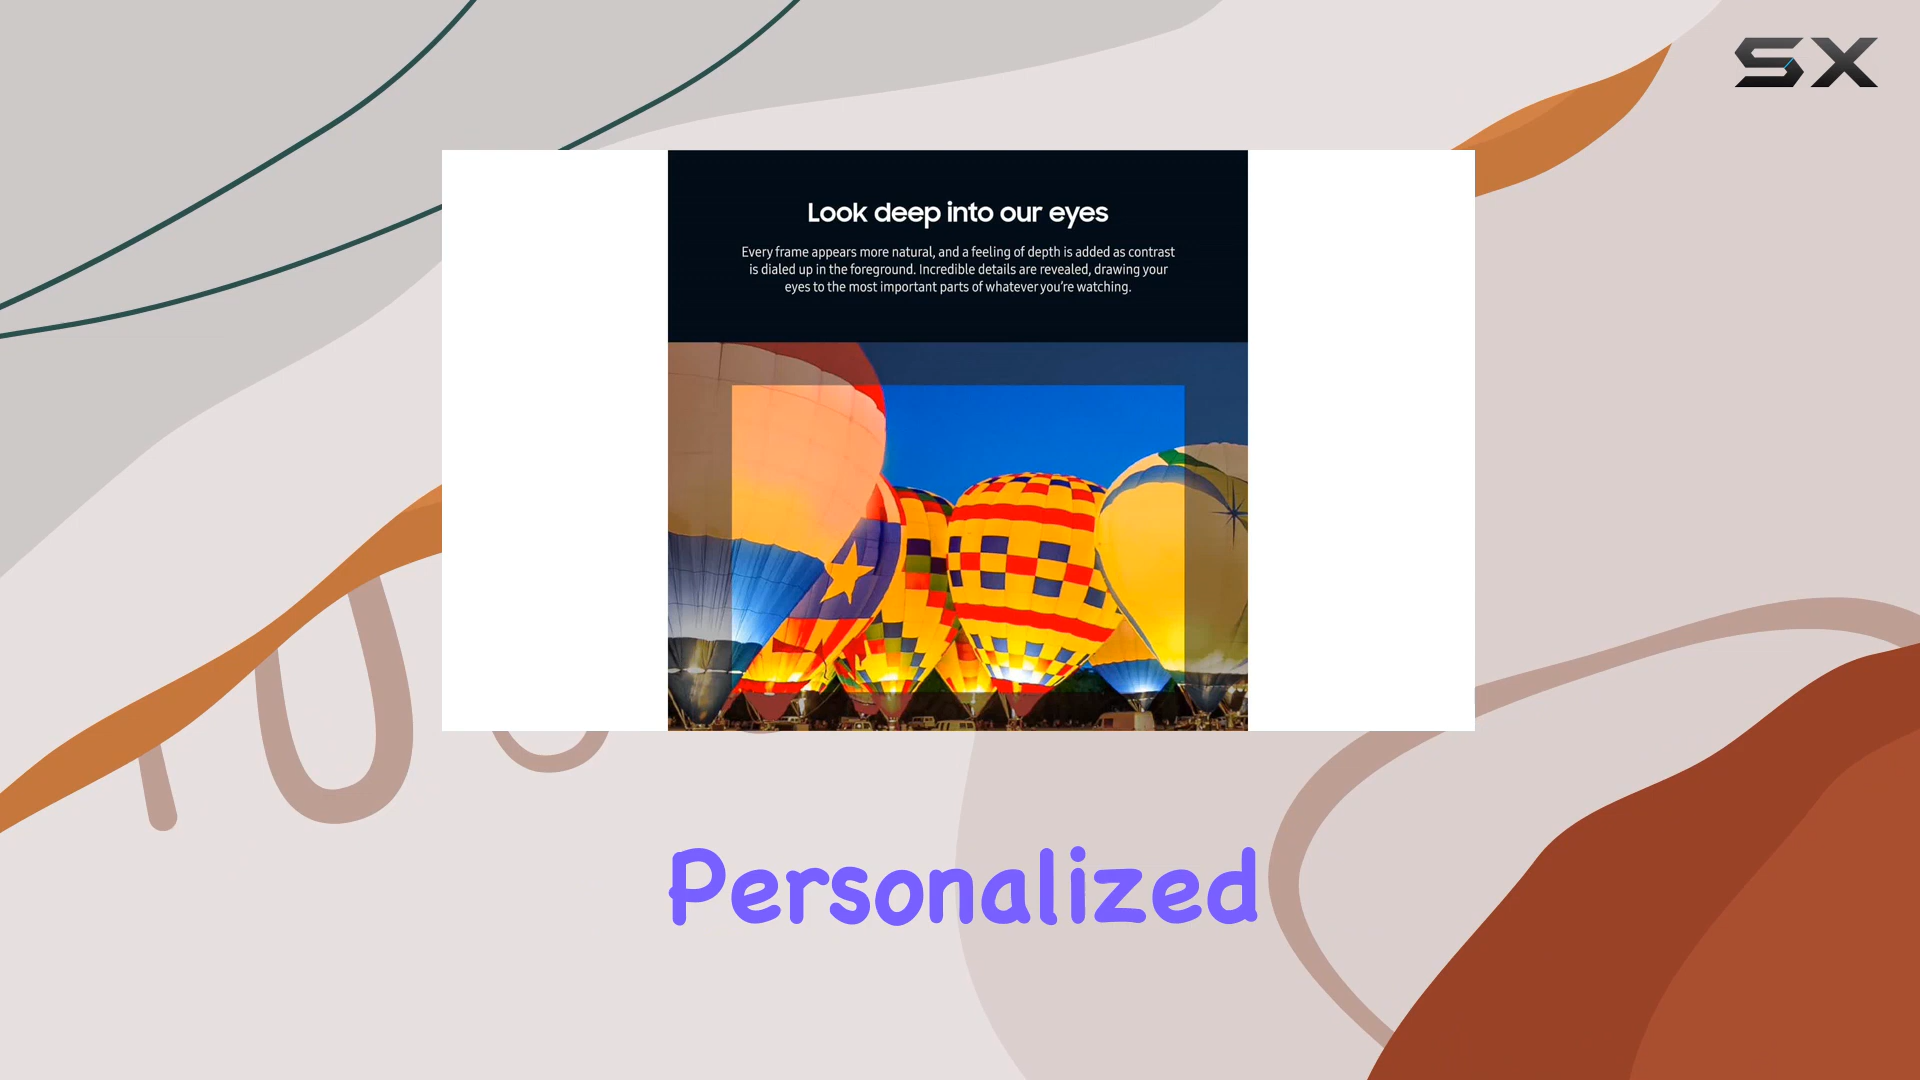 SX
Look deep into our eyes
Every frame appears more natural, and a feeling of depth is added as contrast
is dialed up in the foreground. Incredible details are revealed, drawing your
eyes to the most important parts of whatever you're watching.
Personalized